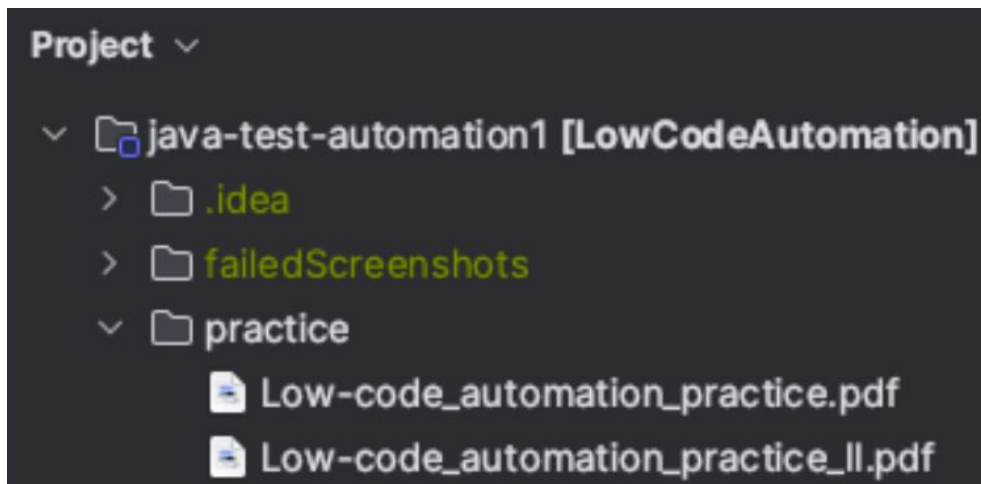 Project
java-test-automation1 [LowCodeAutomation]
.idea
failedScreenshots
practice
Low-code_automation_practice.pdf
Low-code_automation_practice_II.pdf